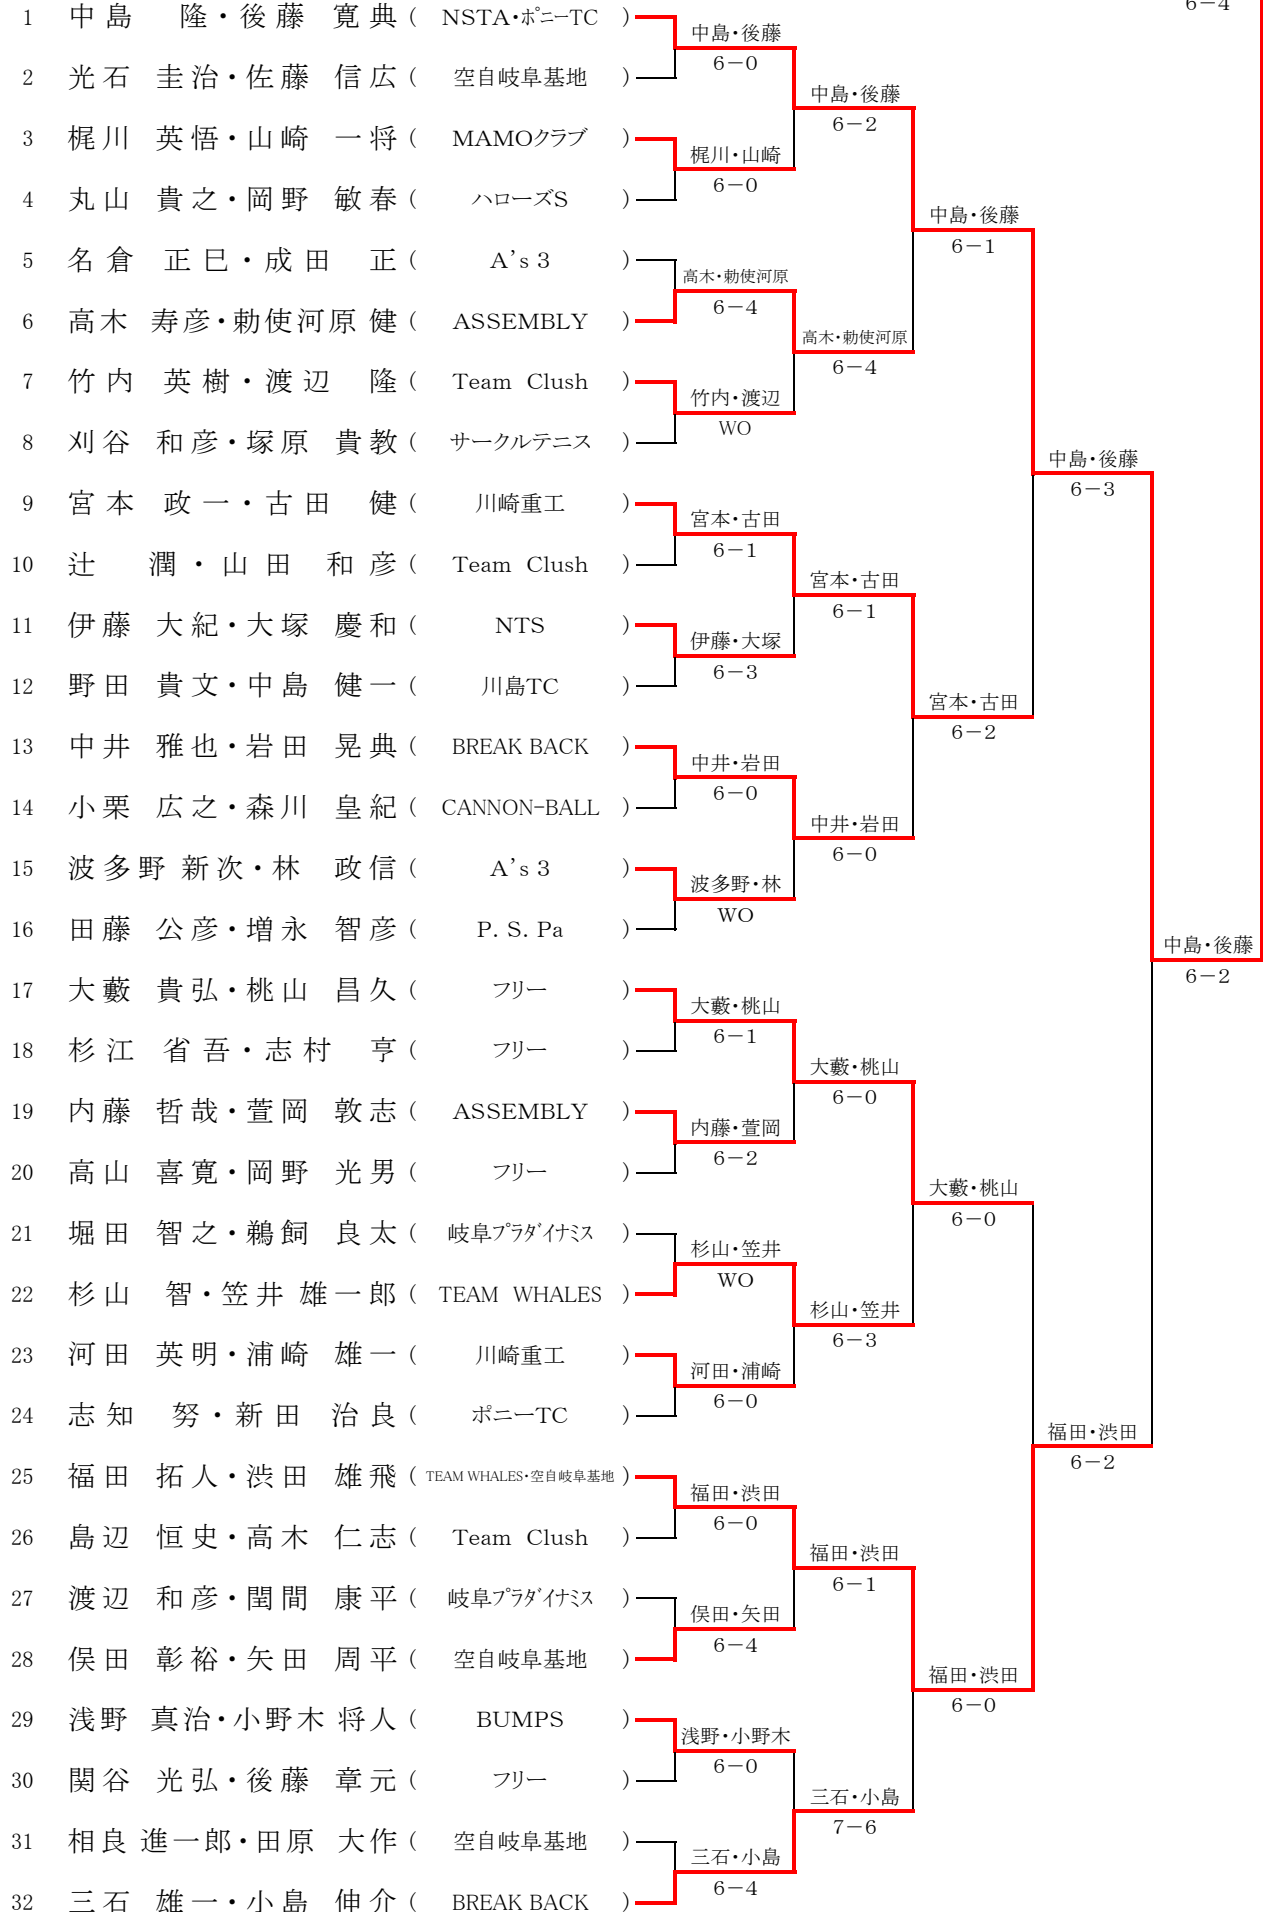 6-4
1 中島 隆・後藤 寛典 ( NSTA・ポニーTC )
中島・後藤
6-0
2 光石 圭治・佐藤 信広 ( 空自岐阜基地 )
中島・後藤
6-2
3 梶川 英悟・山崎 一将 ( MAMOクラブ )
梶川・山崎
6-0
4 丸山 貴之・岡野 敏春 ( ハローズS )
中島・後藤
6-1
5 名倉 正巳・成田 正 ( A's 3 )
高木・勅使河原
6-4
6 高木 寿彦・勅使河原 健 ( ASSEMBLY )
高木・勅使河原
6-4
7 竹内 英樹・渡辺 隆 ( Team Clush )
竹内・渡辺
WO
8 刈谷 和彦・塚原 貴教 ( サークルテニス )
中島・後藤
6-3
9 宮本 政一・古田 健 ( 川崎重工 )
宮本・古田
6-1
10 辻 潤・山田 和彦 ( Team Clush )
宮本・古田
6-1
11 伊藤 大紀・大塚 慶和 ( NTS )
伊藤・大塚
6-3
12 野田 貴文・中島 健一 ( 川島TC )
宮本・古田
6-2
13 中井 雅也・岩田 晃典 ( BREAK BACK )
中井・岩田
6-0
14 小栗 広之・森川 皇紀 ( CANNON-BALL )
中井・岩田
6-0
15 波多野 新次・林 政信 ( A's 3 )
波多野・林
WO
16 田藤 公彦・増永 智彦 ( P. S. Pa )
中島・後藤
6-2
17 大藪 貴弘・桃山 昌久 ( フリー )
大藪・桃山
6-1
18 杉江 省吾・志村 亨 ( フリー )
大藪・桃山
6-0
19 内藤 哲哉・萱岡 敦志 ( ASSEMBLY )
内藤・萱岡
6-2
20 高山 喜寛・岡野 光男 ( フリー )
大藪・桃山
6-0
21 堀田 智之・鵜飼 良太 ( 岐阜プラダイナミス )
杉山・笠井
WO
22 杉山 智・笠井 雄一郎 ( TEAM WHALES )
杉山・笠井
6-3
23 河田 英明・浦崎 雄一 ( 川崎重工 )
河田・浦崎
6-0
24 志知 努・新田 治良 ( ポニーTC )
福田・渋田
6-2
25 福田 拓人・渋田 雄飛 ( TEAM WHALES・空自岐阜基地 )
福田・渋田
6-0
26 島辺 恒史・高木 仁志 ( Team Clush )
福田・渋田
6-1
27 渡辺 和彦・閠間 康平 ( 岐阜プラダイナミス )
俣田・矢田
6-4
28 俣田 彰裕・矢田 周平 ( 空自岐阜基地 )
福田・渋田
6-0
29 浅野 真治・小野木 将人 ( BUMPS )
浅野・小野木
6-0
30 関谷 光弘・後藤 章元 ( フリー )
三石・小島
7-6
31 相良 進一郎・田原 大作 ( 空自岐阜基地 )
三石・小島
6-4
32 三石 雄一・小島 伸介 ( BREAK BACK )